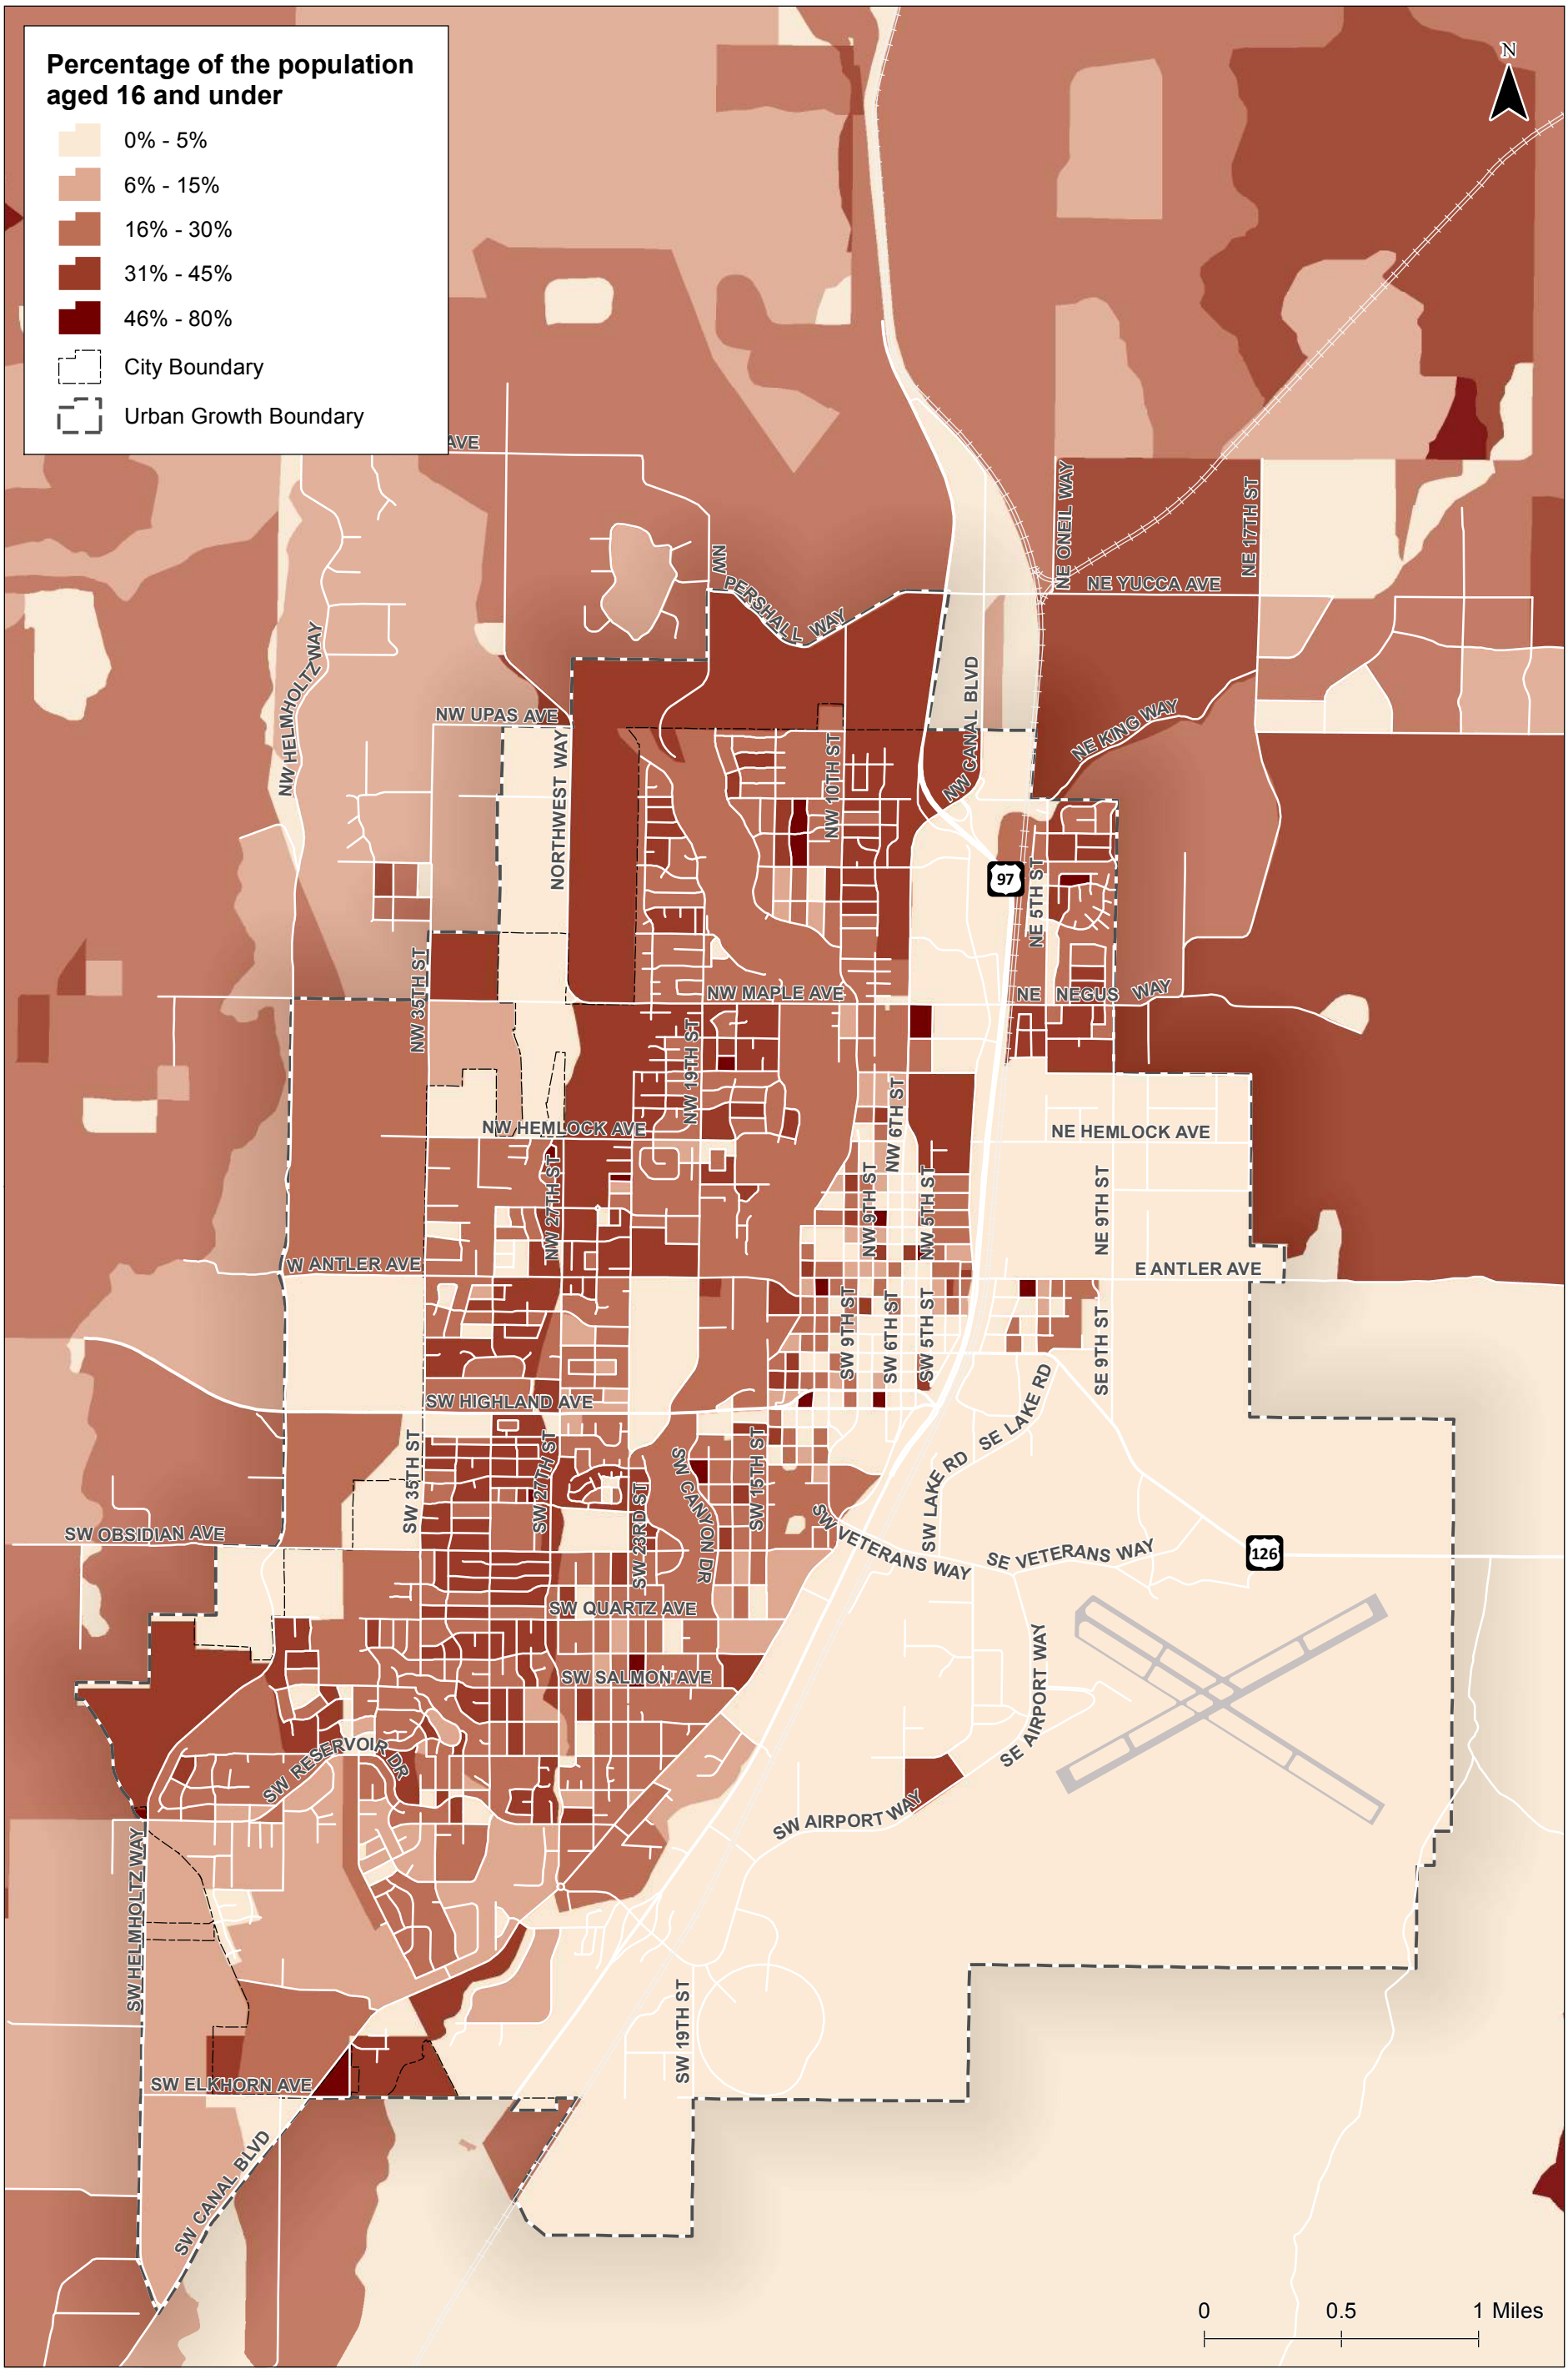 Percentage of the population
aged 16 and under
0% - 5%
6% - 15%
16% - 30%
31% - 45%
46% - 80%
City Boundary
Urban Growth Boundary
N
AVE
NE ONEIL WAY
NE 17TH ST
NW PERSHALL WAY
NE YUCCA AVE
NW HELMHOLTZ WAY
NW UPAS AVE
NW CANAL BLVD
NE KING WAY
NORTHWEST WAY
NW 10TH ST
97
NE 5TH ST
NW 35TH ST
NW MAPLE AVE
NE NEGUS WAY
NW 19TH ST
NW HEMLOCK AVE
NW 6TH ST
NE HEMLOCK AVE
NW 27TH ST
NW 9TH ST
NW 5TH ST
NE 9TH ST
W ANTLER AVE
E ANTLER AVE
SW 9TH ST
SW 6TH ST
SW 5TH ST
SE 9TH ST
SW HIGHLAND AVE
SE LAKE RD
SW 35TH ST
SW 27TH ST
SW 23RD ST
SW CANYON DR
SW 15TH ST
SW LAKE RD
SW OBSIDIAN AVE
SW VETERANS WAY
SE VETERANS WAY
126
SW QUARTZ AVE
SW SALMON AVE
SE AIRPORT WAY
SW RESERVOIR DR
SW AIRPORT WAY
SW HELMHOLTZ WAY
SW 19TH ST
SW ELKHORN AVE
SW CANAL BLVD
0 0.5 1 Miles